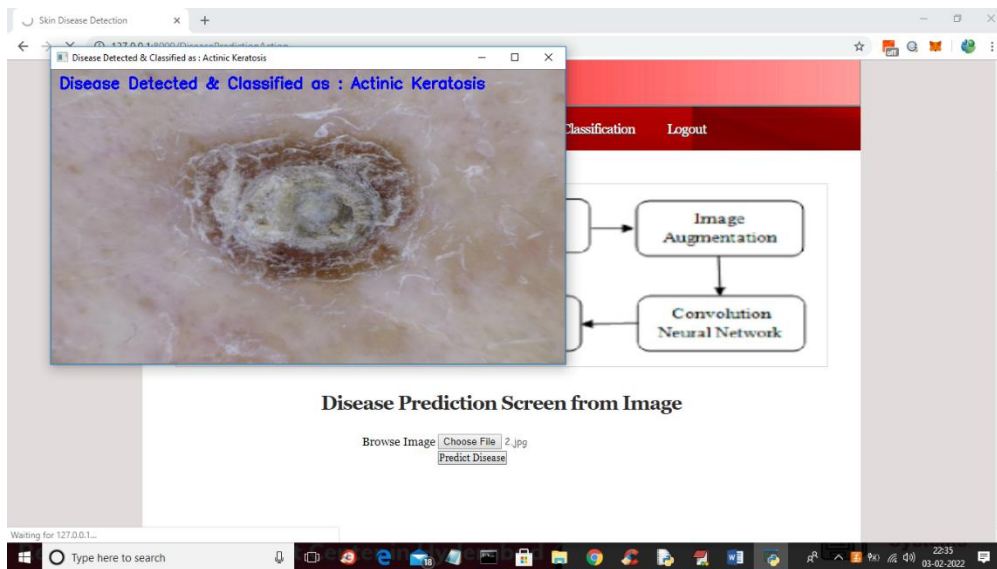 Skin Disease Detection
127.0.0.1:8000/DiseasePredictionAction
Disease Detected & Classified as : Actinic Keratosis
Disease Detected & Classified as : Actinic Keratosis
Classification
Logout
Image
Augmentation
Convolution
Neural Network
Disease Prediction Screen from Image
Browse Image Choose File 2.jpg
Predict Disease
Waiting for 127.0.0.1...
Type here to search
18
22:35
03-02-2022